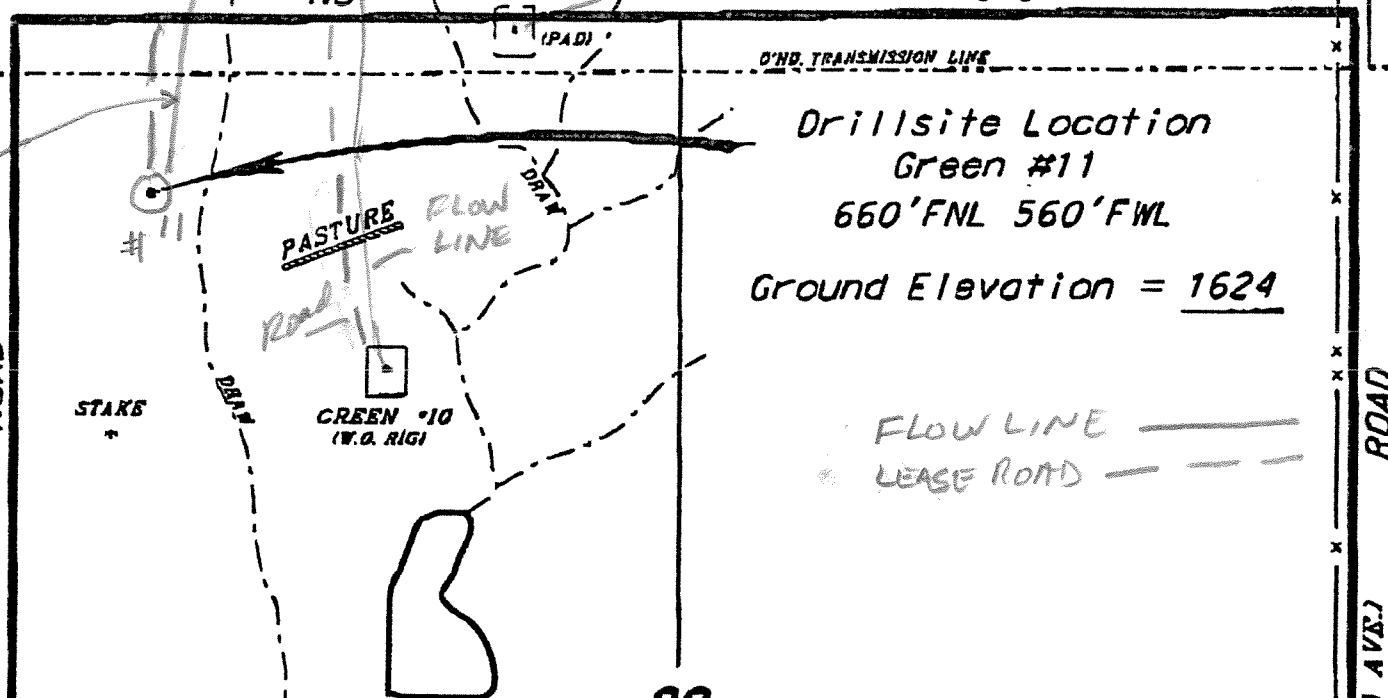 (PAD)
O'HD. TRANSMISSION LINE
Drillsite Location
Green #11
660'FNL 560'FWL
Ground Elevation = 1624
DRAW
PASTURE
FLOW
LINE
# 11
Road
DRAW
STAKE
GREEN #10
(W.O. RIG)
FLOW LINE
LEASE ROAD
ROAD
AVE.)